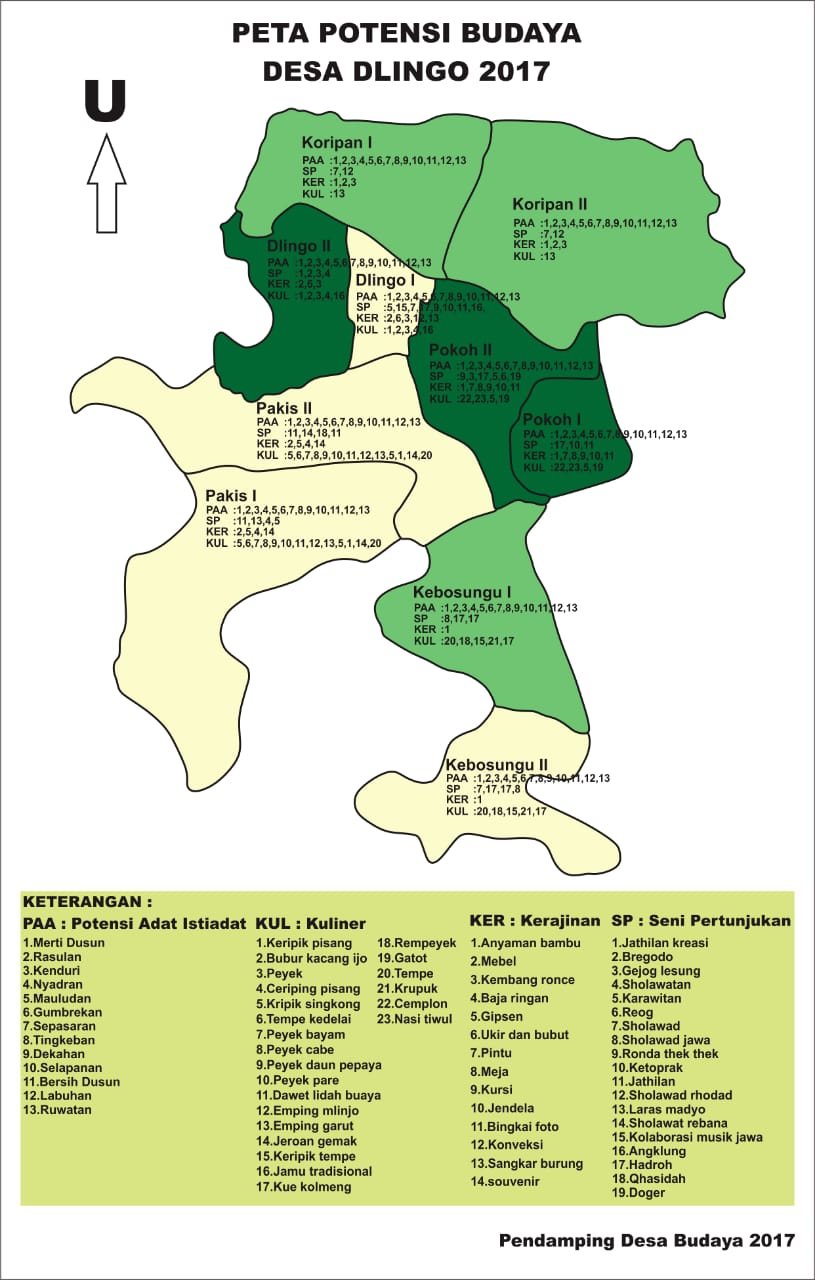 PETA POTENSI BUDAYA
DESA DLINGO 2017
U
Koripan I
PAA :1,2,3,4,5,6,7,8,9,10,11,12,13
SP :7,12
KER :1,2,3
KUL :13
Koripan II
PAA :1,2,3,4,5,6,7,8,9,10,11,12,13
SP :7,12
KER :1,2,3
KUL :13
Dlingo II
PAA :1,2,3,4,5,6,7,8,9,10,11,12,13
SP :1,2,3,4
KER :2,6,3
KUL :1,2,3,4,16
Dlingo I
PAA :1,2,3,4,5,6,7,8,9,10,11,12,13
SP :5,15,7,17,9,10,11,16,
KER :2,6,3,12,13
KUL :1,2,3,4,16
Pokoh II
PAA :1,2,3,4,5,6,7,8,9,10,11,12,13
SP :9,3,17,5,6,19
KER :1,7,8,9,10,11
KUL :22,23,5,19
Pokoh I
PAA :1,2,3,4,5,6,7,8,9,10,11,12,13
SP :17,10,11
KER :1,7,8,9,10,11
KUL :22,23,5,19
Pakis II
PAA :1,2,3,4,5,6,7,8,9,10,11,12,13
SP :11,14,18,11
KER :2,5,4,14
KUL :5,6,7,8,9,10,11,12,13,5,1,14,20
Pakis I
PAA :1,2,3,4,5,6,7,8,9,10,11,12,13
SP :11,13,4,5
KER :2,5,4,14
KUL :5,6,7,8,9,10,11,12,13,5,1,14,20
Kebosungu I
PAA :1,2,3,4,5,6,7,8,9,10,11,12,13
SP :8,17,17
KER :1
KUL :20,18,15,21,17
Kebosungu II
PAA :1,2,3,4,5,6,7,8,9,10,11,12,13
SP :7,17,17,8
KER :1
KUL :20,18,15,21,17
KETERANGAN :
PAA : Potensi Adat Istiadat
1.Merti Dusun
2.Rasulan
3.Kenduri
4.Nyadran
5.Mauludan
6.Gumbrekan
7.Sepasaran
8.Tingkeban
9.Dekahan
10.Selapanan
11.Bersih Dusun
12.Labuhan
13.Ruwatan
KUL : Kuliner
1.Keripik pisang
2.Bubur kacang ijo
3.Peyek
4.Ceriping pisang
5.Kripik singkong
6.Tempe kedelai
7.Peyek bayam
8.Peyek cabe
9.Peyek daun pepaya
10.Peyek pare
11.Dawet lidah buaya
12.Emping mlinjo
13.Emping garut
14.Jeroan gemak
15.Keripik tempe
16.Jamu tradisional
17.Kue kolmeng
18.Rempeyek
19.Gatot
20.Tempe
21.Krupuk
22.Cemplon
23.Nasi tiwul
KER : Kerajinan
1.Anyaman bambu
2.Mebel
3.Kembang ronce
4.Baja ringan
5.Gipsen
6.Ukir dan bubut
7.Pintu
8.Meja
9.Kursi
10.Jendela
11.Bingkai foto
12.Konveksi
13.Sangkar burung
14.souvenir
SP : Seni Pertunjukan
1.Jathilan kreasi
2.Bregodo
3.Gejog lesung
4.Sholawatan
5.Karawitan
6.Reog
7.Sholawad
8.Sholawad jawa
9.Ronda thek thek
10.Ketoprak
11.Jathilan
12.Sholawad rhodad
13.Laras madyo
14.Sholawat rebana
15.Kolaborasi musik jawa
16.Angklung
17.Hadroh
18.Qhasidah
19.Doger
Pendamping Desa Budaya 2017